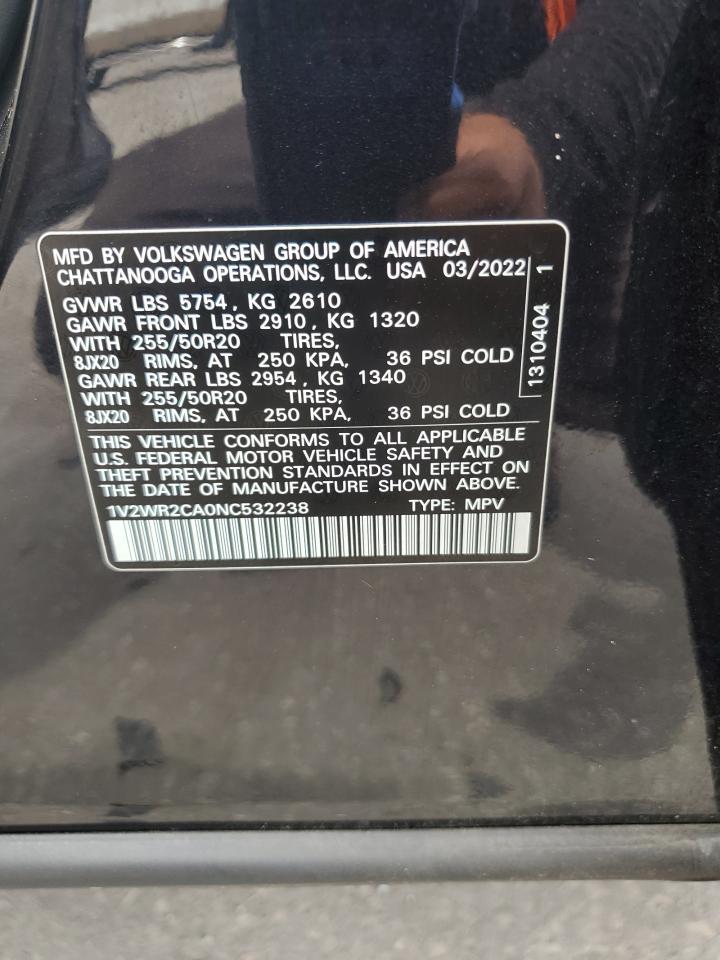 MFD BY VOLKSWAGEN GROUP OF AMERICA
CHATTANOOGA OPERATIONS, LLC. USA 03/2022
GVWR LBS 5754, KG 2610
GAWR FRONT LBS 2910, KG 1320
WITH 255/50R20 TIRES,
8JX20 RIMS, AT 250 KPA, 36 PSI COLD
GAWR REAR LBS 2954, KG 1340
WITH 255/50R20 TIRES,
8JX20 RIMS, AT 250 KPA, 36 PSI COLD
1310404 1
THIS VEHICLE CONFORMS TO ALL APPLICABLE
U.S. FEDERAL MOTOR VEHICLE SAFETY AND
THEFT PREVENTION STANDARDS IN EFFECT ON
THE DATE OF MANUFACTURE SHOWN ABOVE.
1V2WR2CA0NC532238 TYPE: MPV